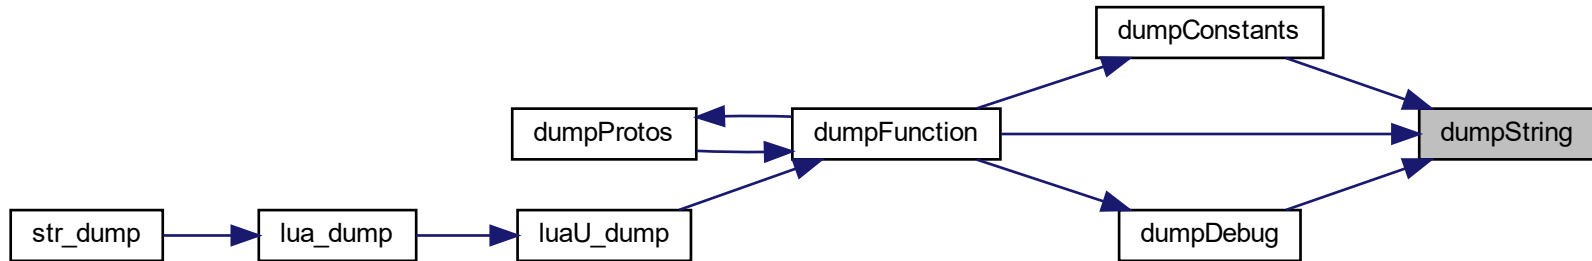 dumpConstants
dumpProtos
dumpFunction
dumpString
str_dump
lua_dump
luaU_dump
dumpDebug